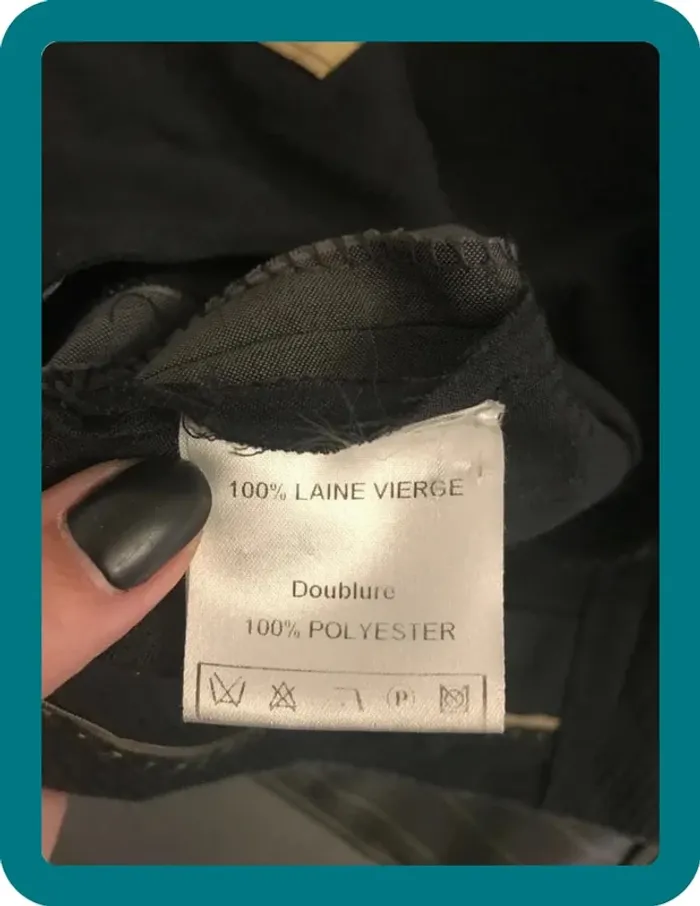 100% LAINE VIERGE
Doublure
100% POLYESTER
P